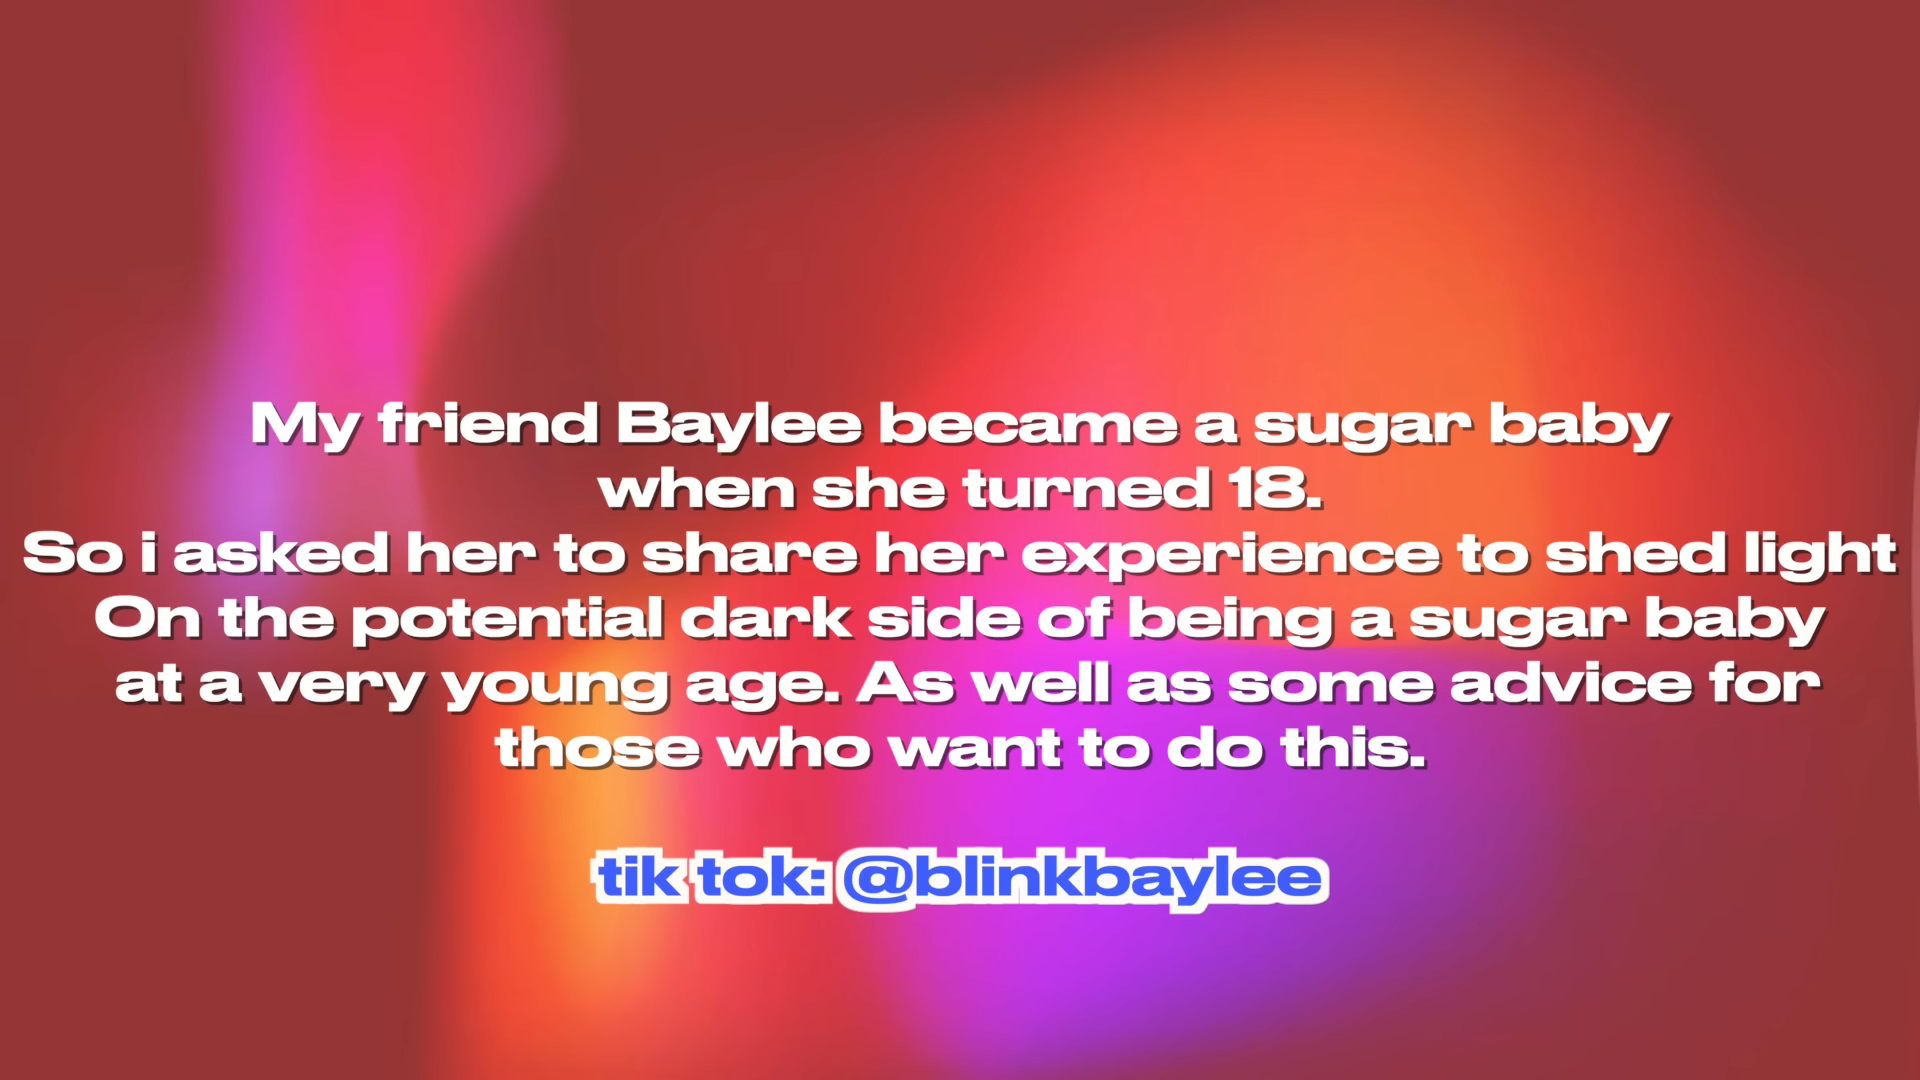 My friend Baylee became a sugar baby
when she turned 18.
So i asked her to share her experience to shed light
On the potential dark side of being a sugar baby
at a very young age. As well as some advice for
those who want to do this.
tik tok: @blinkbaylee